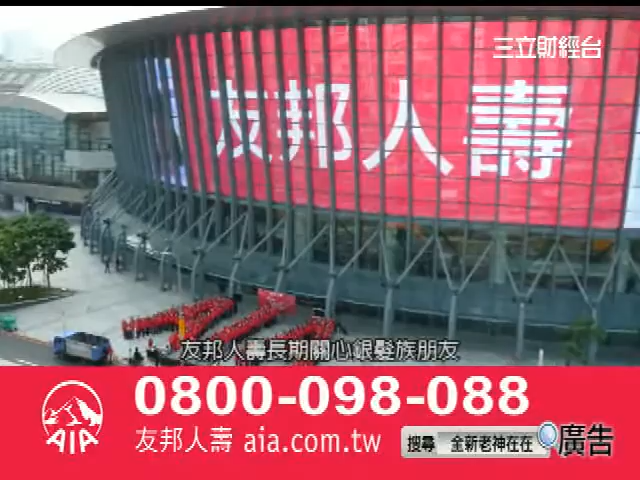 三立財經台
友邦人壽
友邦人壽長期關心銀髮族朋友
0800-098-088
AIA
友邦人壽 aia.com.tw
搜尋 全新老神在在
廣告